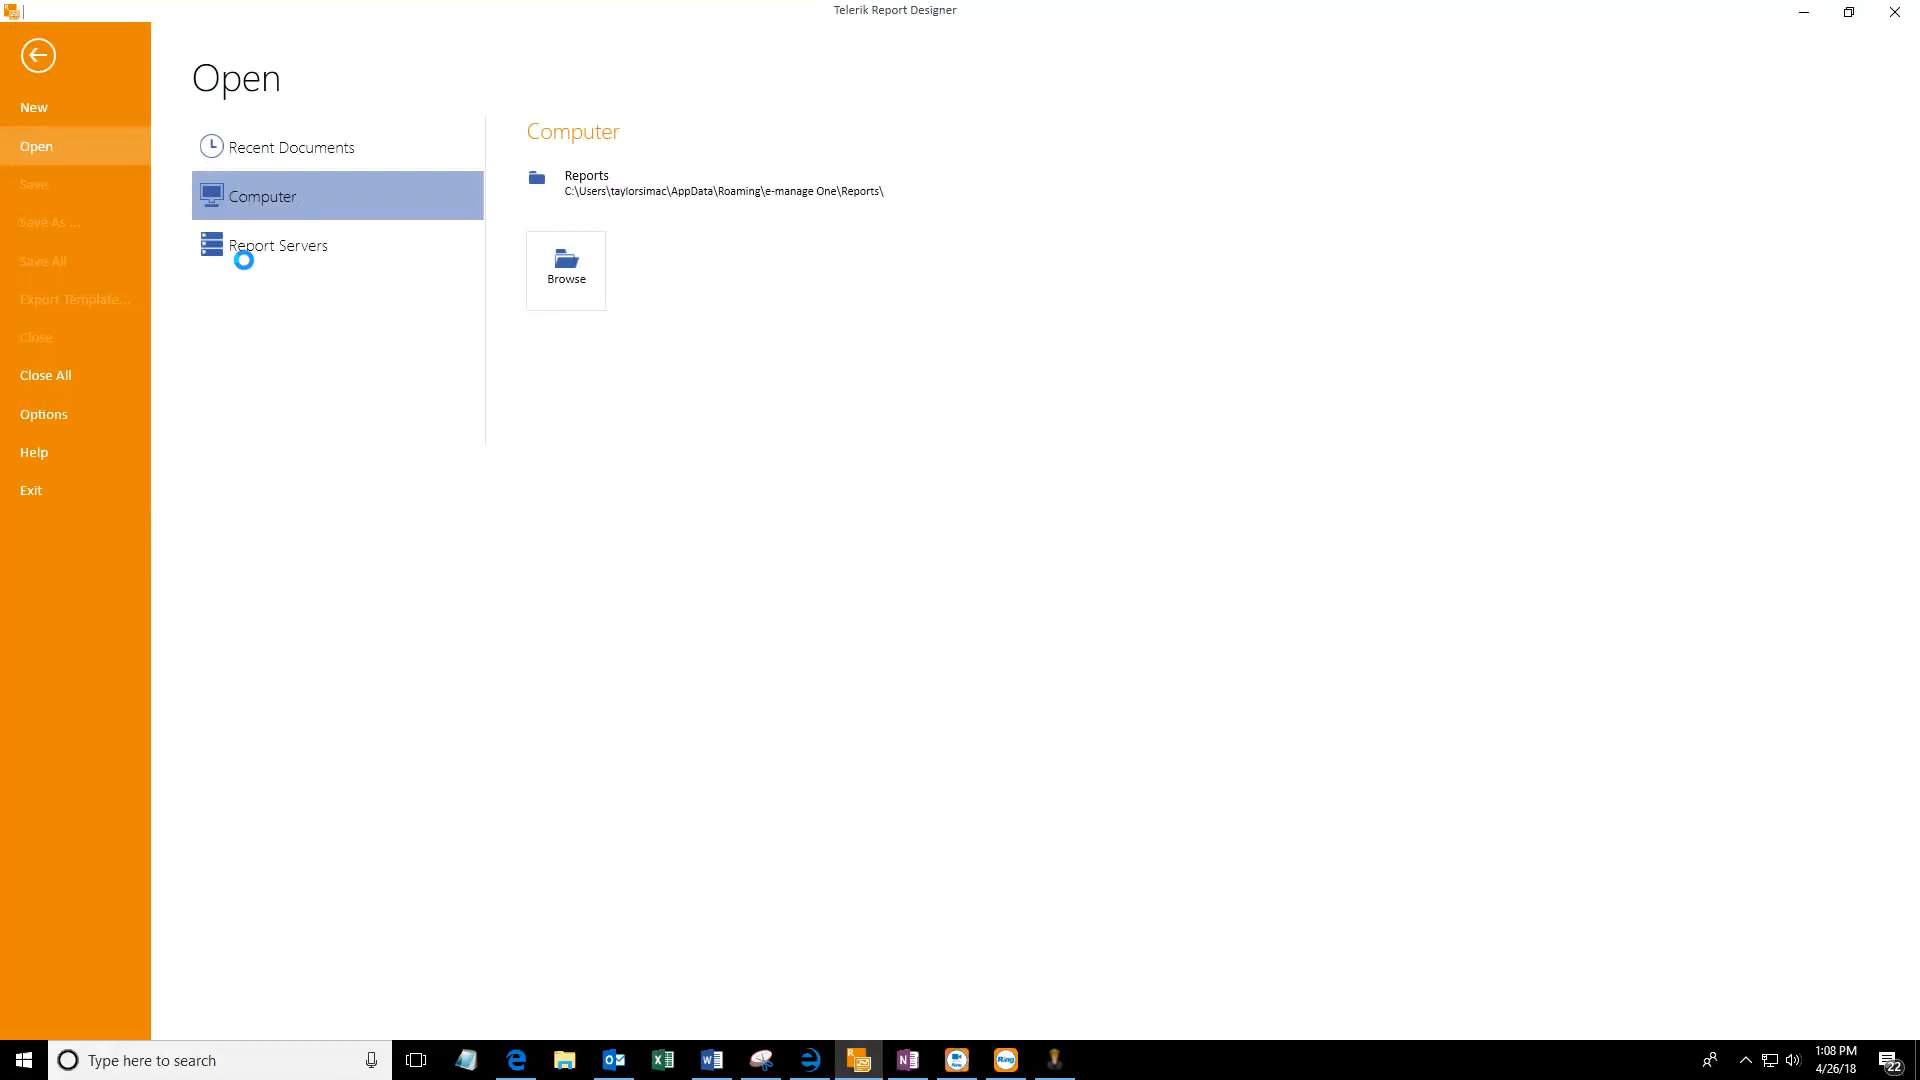 Telerik Report Designer
Open
New
Open
Save
Save As ...
Save All
Export Template...
Close
Close All
Options
Help
Exit
Recent Documents
Computer
Report Servers
Computer
Reports
C:\Users\taylorsimac\AppData\Roaming\e-manage One\Reports\
Browse
Type here to search
1:08 PM
4/26/18
22